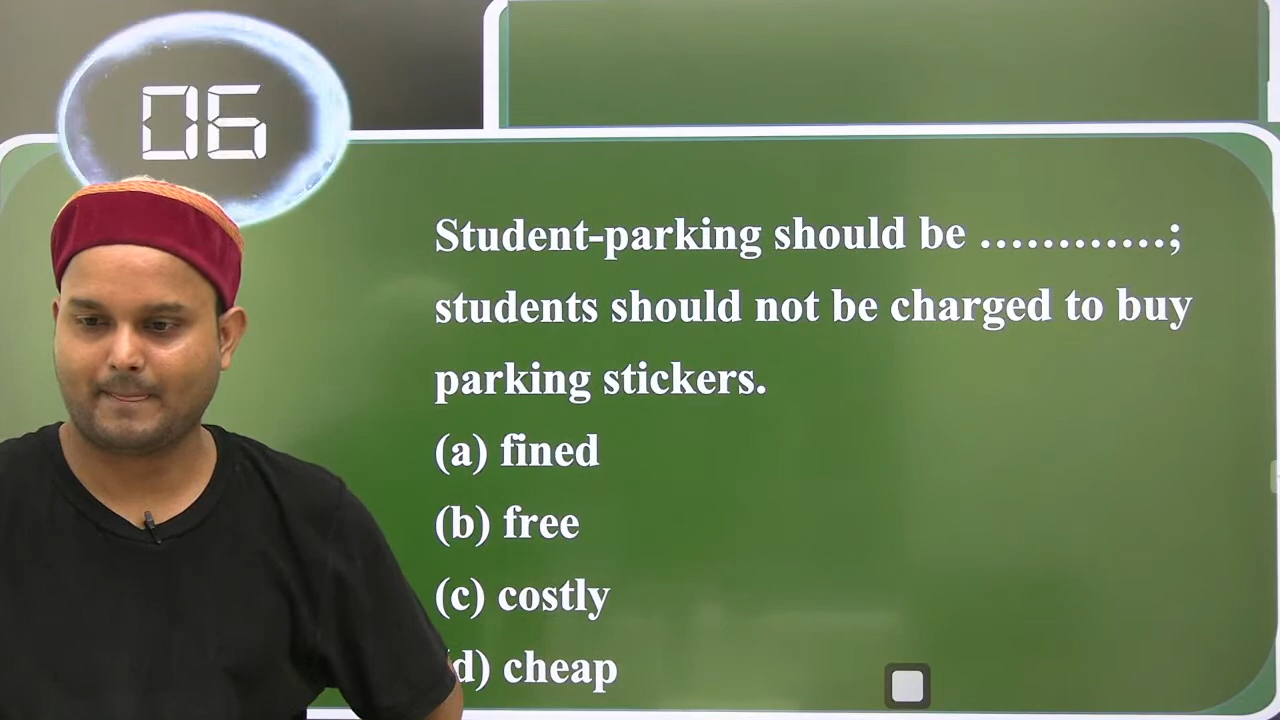 06
Student-parking should be ............;
students should not be charged to buy
parking stickers.
(a) fined
(b) free
(c) costly
(d) cheap